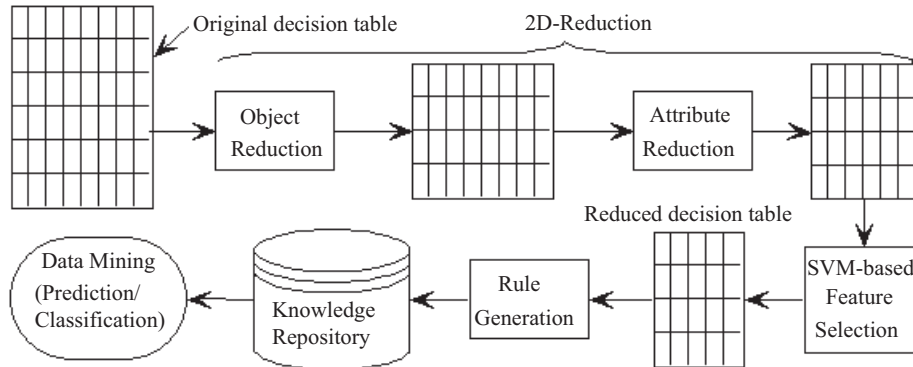 Original decision table
2D-Reduction
Object
Reduction
Attribute
Reduction
Reduced decision table
Data Mining
(Prediction/
Classification)
Knowledge
Repository
Rule
Generation
SVM-based
Feature
Selection